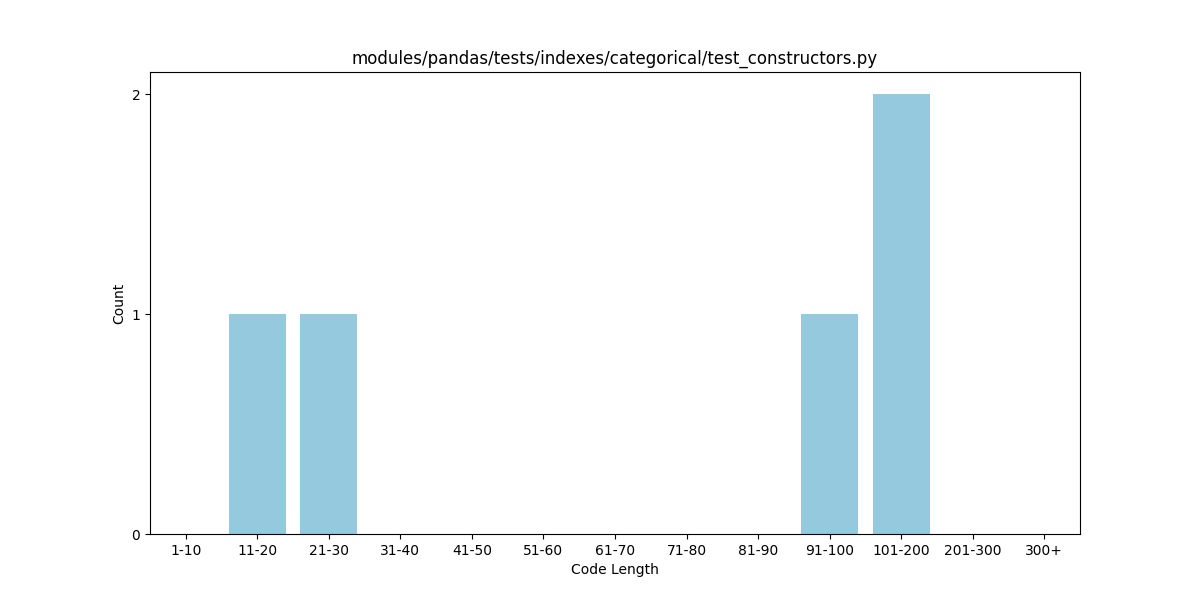 modules/pandas/tests/indexes/categorical/test_constructors.py
2
1
0
Count
1-10 11-20 21-30 31-40 41-50 51-60 61-70 71-80 81-90 91-100 101-200 201-300 300+
Code Length